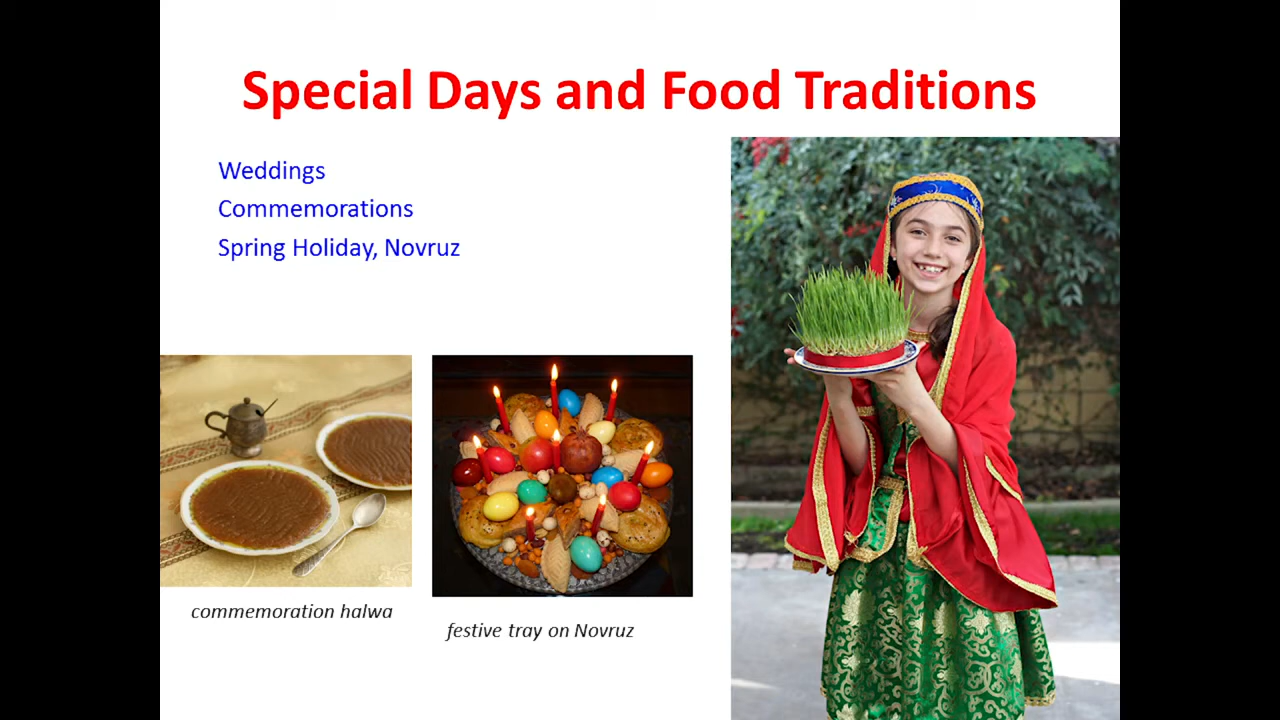 Special Days and Food Traditions
Weddings
Commemorations
Spring Holiday, Novruz
commemoration halwa
festive tray on Novruz